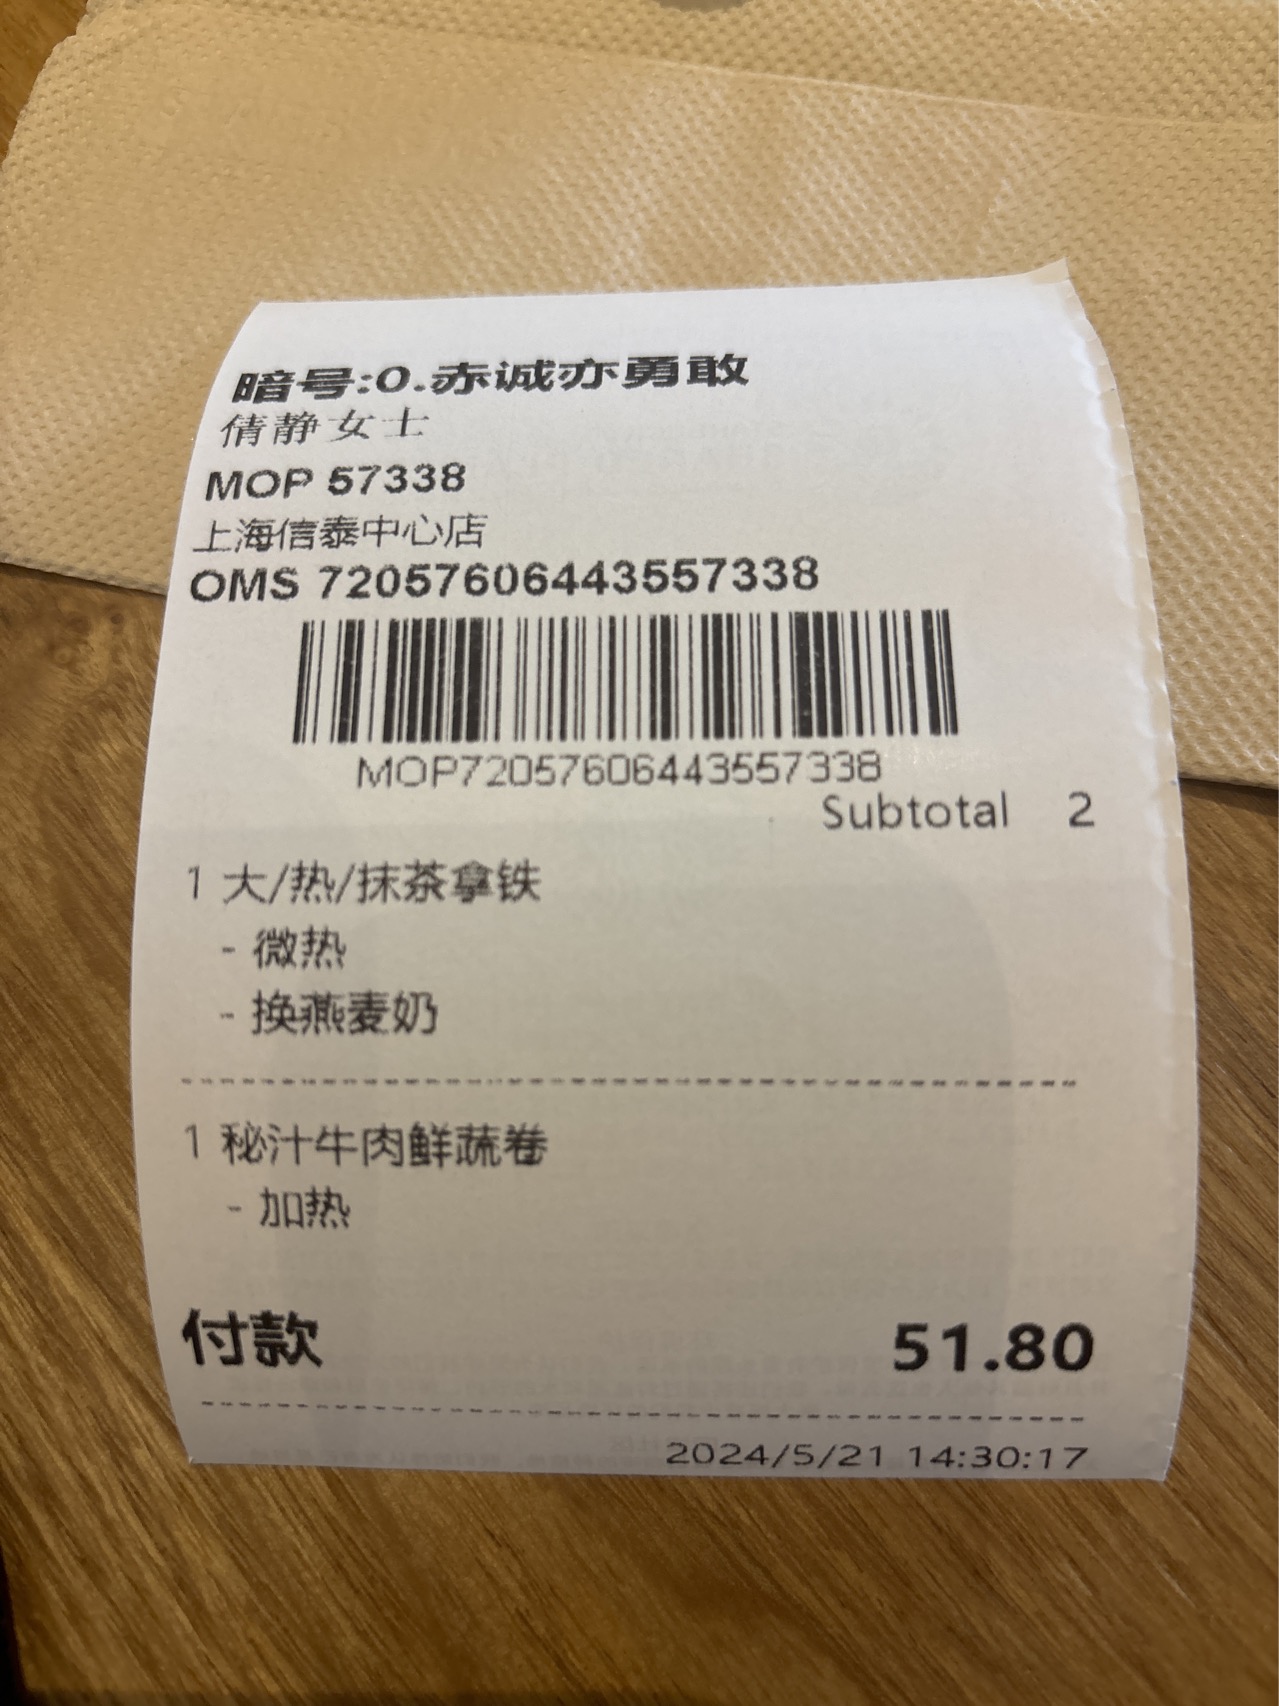 暗号:0.赤诚亦勇敢
倩静女士
MOP 57338
上海信泰中心店
OMS 72057606443557338
MOP72057606443557338
Subtotal 2
1 大/热/抹茶拿铁
- 微热
- 换燕麦奶
1 秘汁牛肉鲜蔬卷
- 加热
付款 51.80
2024/5/21 14:30:17